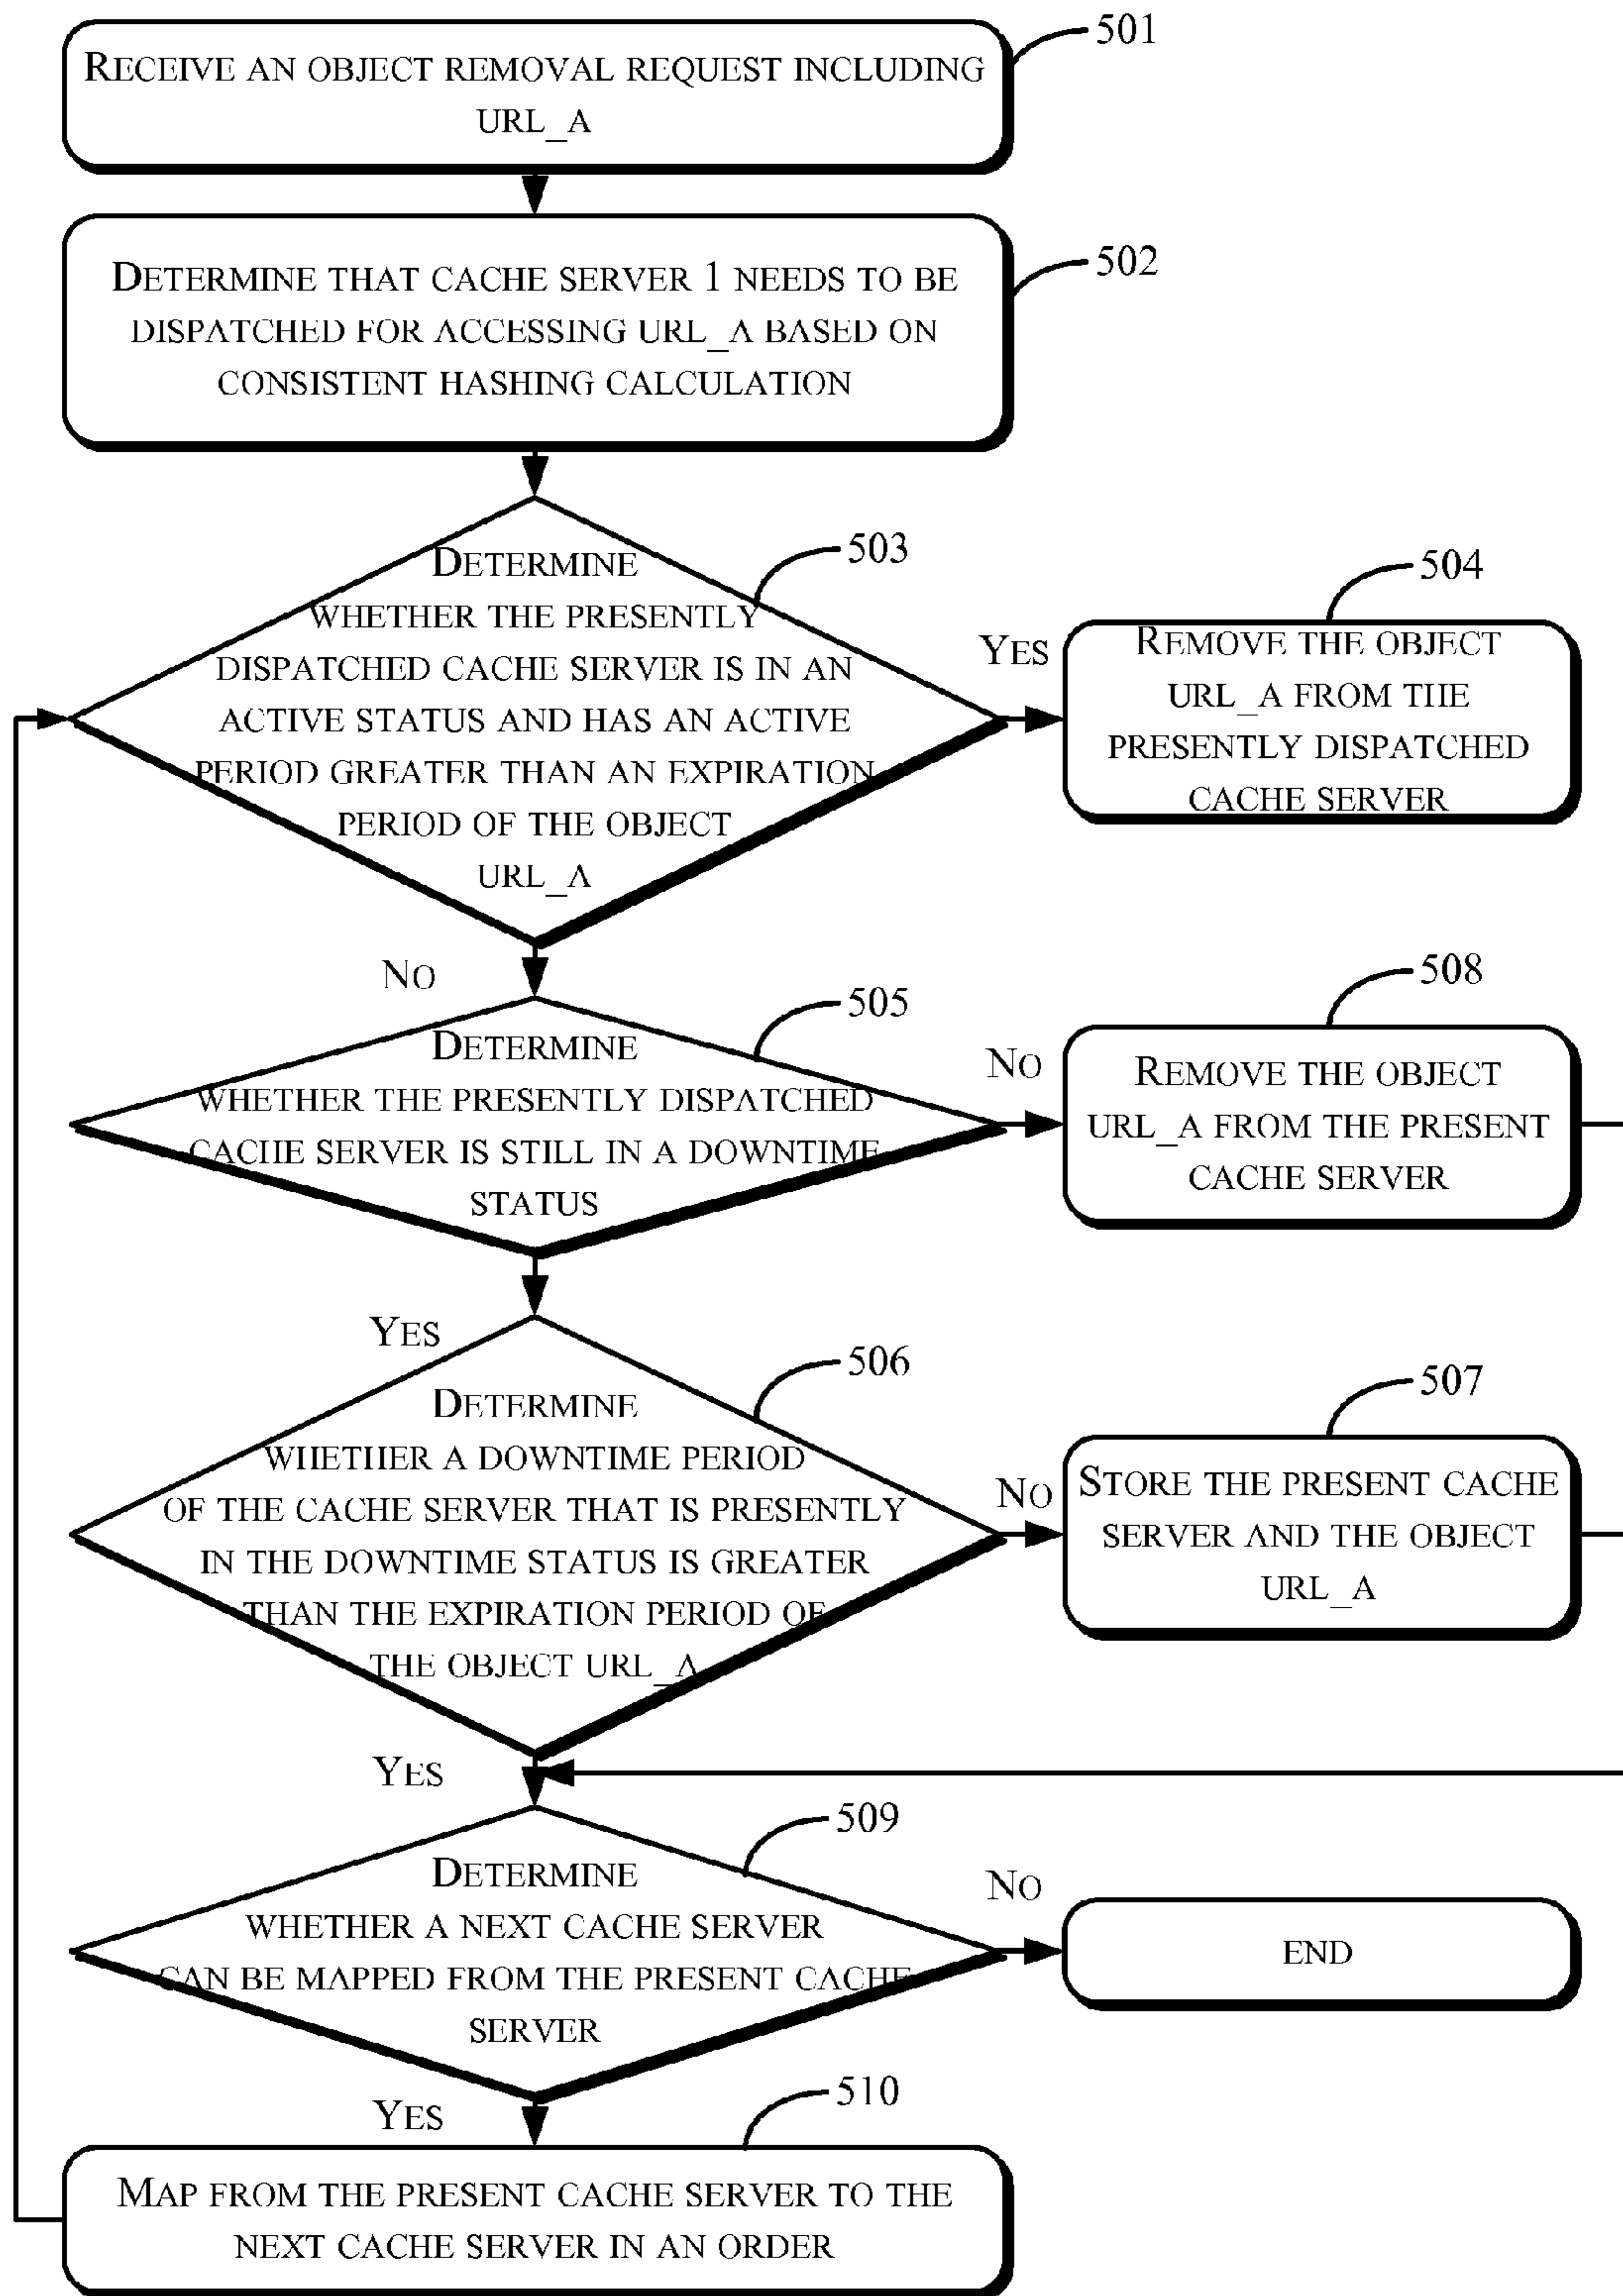 501
RECEIVE AN OBJECT REMOVAL REQUEST INCLUDING
URL_A
502
DETERMINE THAT CACHE SERVER 1 NEEDS TO BE
DISPATCHED FOR ACCESSING URL_A BASED ON
CONSISTENT HASHING CALCULATION
503
DETERMINE
WHETHER THE PRESENTLY
DISPATCHED CACHE SERVER IS IN AN
ACTIVE STATUS AND HAS AN ACTIVE
PERIOD GREATER THAN AN EXPIRATION
PERIOD OF THE OBJECT
URL_A
YES
504
REMOVE THE OBJECT
URL_A FROM THE
PRESENTLY DISPATCHED
CACHE SERVER
NO
505
DETERMINE
WHETHER THE PRESENTLY DISPATCHED
CACHE SERVER IS STILL IN A DOWNTIME
STATUS
NO
508
REMOVE THE OBJECT
URL_A FROM THE PRESENT
CACHE SERVER
YES
506
DETERMINE
WHETHER A DOWNTIME PERIOD
OF THE CACHE SERVER THAT IS PRESENTLY
IN THE DOWNTIME STATUS IS GREATER
THAN THE EXPIRATION PERIOD OF
THE OBJECT URL_A
NO
507
STORE THE PRESENT CACHE
SERVER AND THE OBJECT
URL_A
YES
509
DETERMINE
WHETHER A NEXT CACHE SERVER
CAN BE MAPPED FROM THE PRESENT CACHE
SERVER
NO
END
YES
510
MAP FROM THE PRESENT CACHE SERVER TO THE
NEXT CACHE SERVER IN AN ORDER